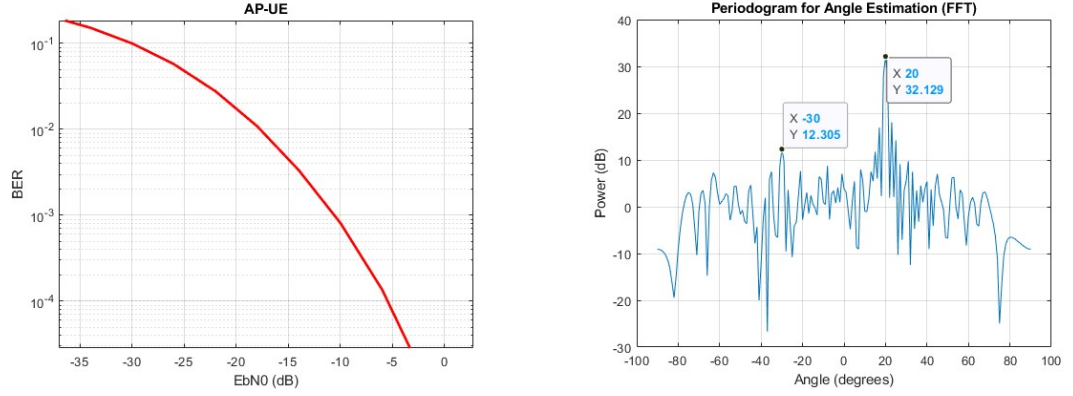 AP-UE
10^-1
10^-2
10^-3
10^-4
BER
-35 -30 -25 -20 -15 -10 -5 0
EbN0 (dB)
Periodogram for Angle Estimation (FFT)
40
30
20
10
0
-10
-20
-30
Power (dB)
X -30
Y 12.305
X 20
Y 32.129
-100 -80 -60 -40 -20 0 20 40 60 80 100
Angle (degrees)